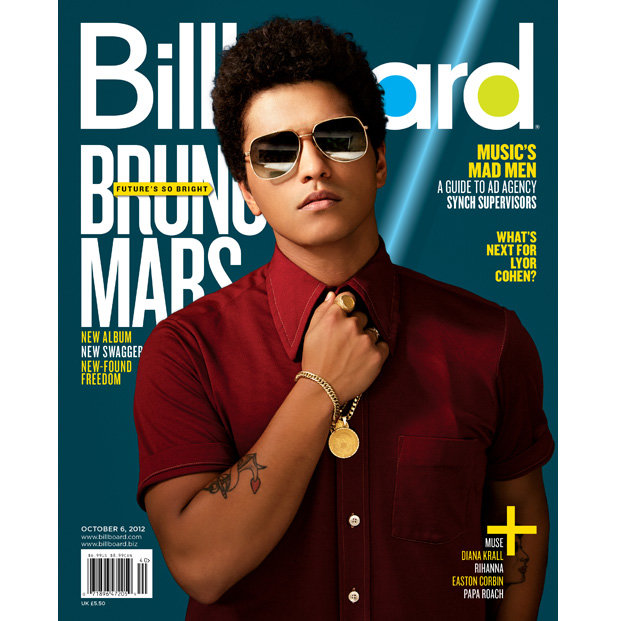 Billboard
BRUNO
FUTURE'S SO BRIGHT
MARS
NEW ALBUM
NEW SWAGGER
NEW-FOUND
FREEDOM
MUSIC'S
MAD MEN
A GUIDE TO AD AGENCY
SYNCH SUPERVISORS
WHAT'S
NEXT FOR
LYOR
COHEN?
OCTOBER 6, 2012
www.billboard.com
www.billboard.biz
UK £5.50
+
MUSE
DIANA KRALL
RIHANNA
EASTON CORBIN
PAPA ROACH